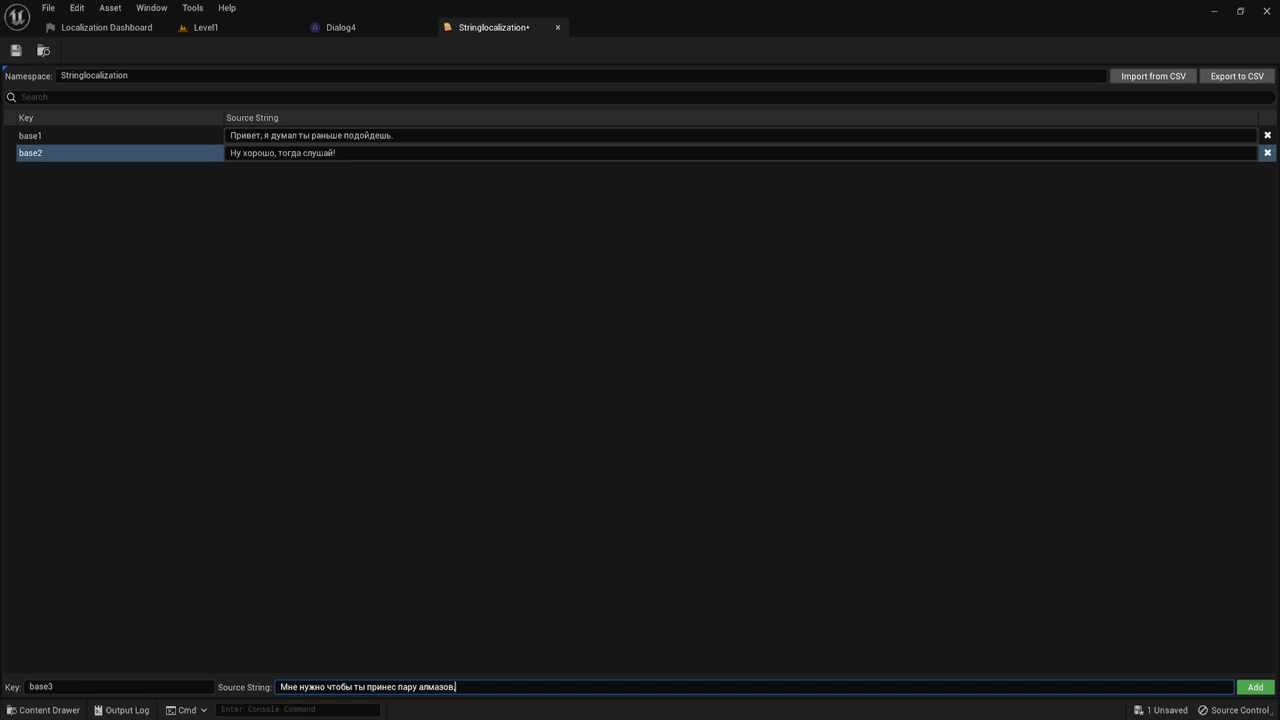 File Edit Asset Window Tools Help
Localization Dashboard Level1 Dialog4 Stringlocalization*
Namespace: Stringlocalization Import from CSV Export to CSV
Search
Key Source String
base1 Привет, я думал ты раньше подойдешь.
base2 Ну хорошо, тогда слушай!
Key: base3 Source String: Мне нужно чтобы ты принес пару алмазов, Add
Content Drawer Output Log Cmd Enter Console Command 1 Unsaved Source Control